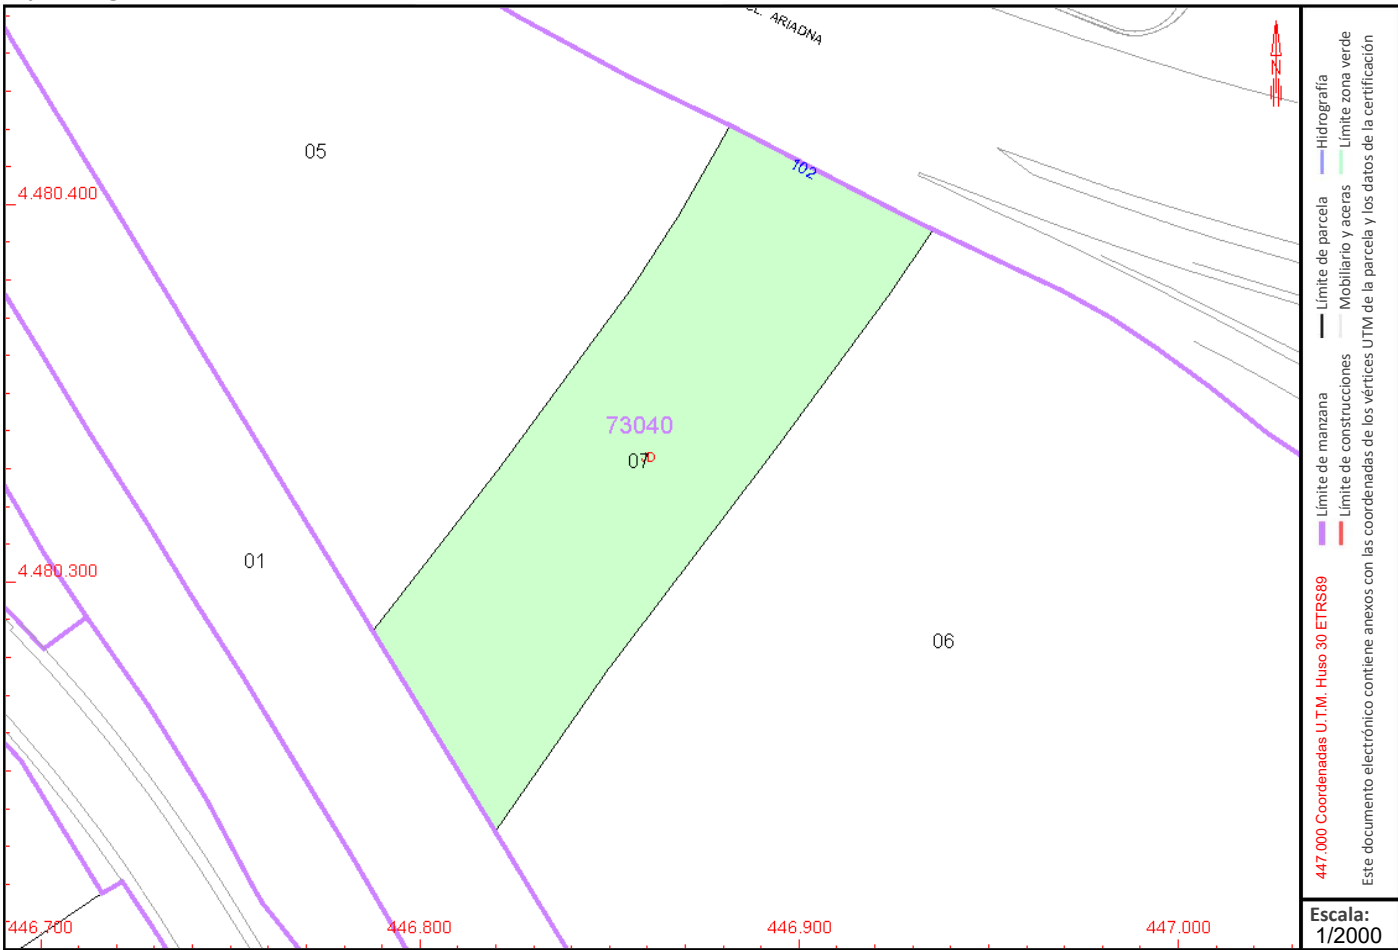 CL. ARIADNA
N
05
102
4.480.400
73040
07
JD
01
4.480.300
06
446.700
446.800
446.900
447.000
Hidrografía
Límite zona verde
Límite de parcela
Mobiliario y aceras
Límite de manzana
Límite de construcciones
447.000 Coordenadas U.T.M. Huso 30 ETRS89
Este documento electrónico contiene anexos con las coordenadas de los vértices UTM de la parcela y los datos de la certificación
Escala:
1/2000